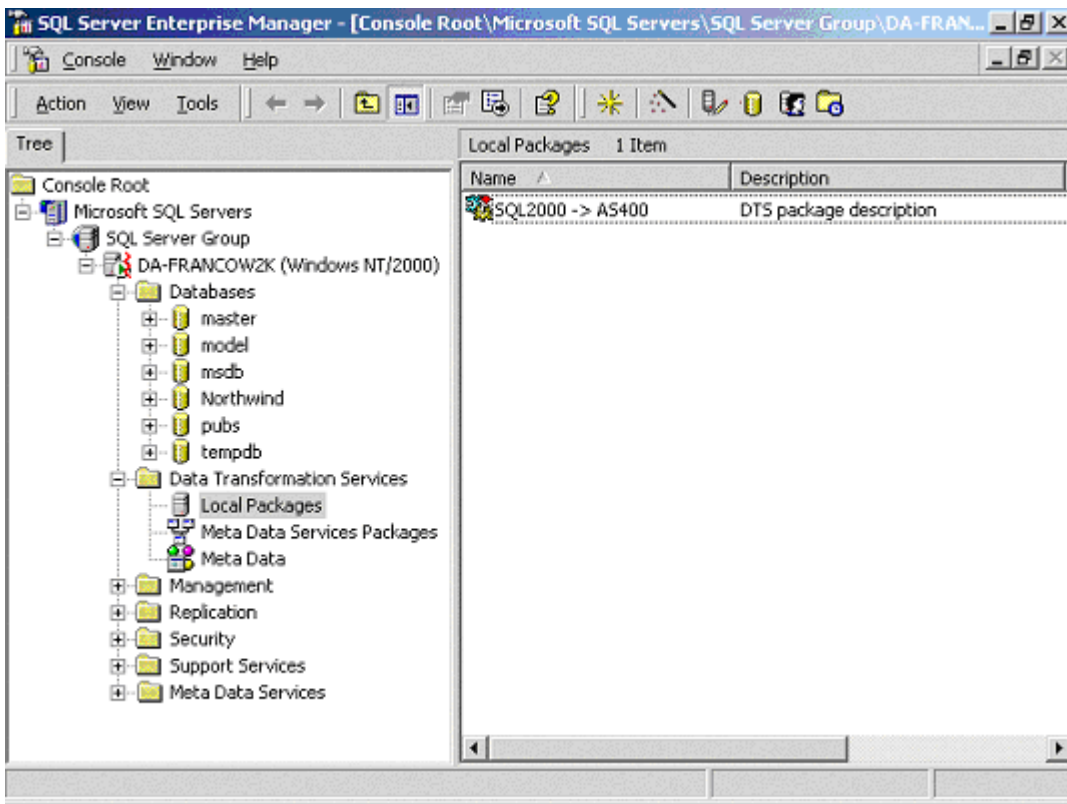 SQL Server Enterprise Manager - [Console Root\Microsoft SQL Servers\SQL Server Group\DA-FRAN...
Console Window Help
Action View Tools
Tree
Local Packages 1 Item
Name Description
Console Root
SQL2000 -> AS400 DTS package description
Microsoft SQL Servers
SQL Server Group
DA-FRANCOW2K (Windows NT/2000)
Databases
master
model
msdb
Northwind
pubs
tempdb
Data Transformation Services
Local Packages
Meta Data Services Packages
Meta Data
Management
Replication
Security
Support Services
Meta Data Services